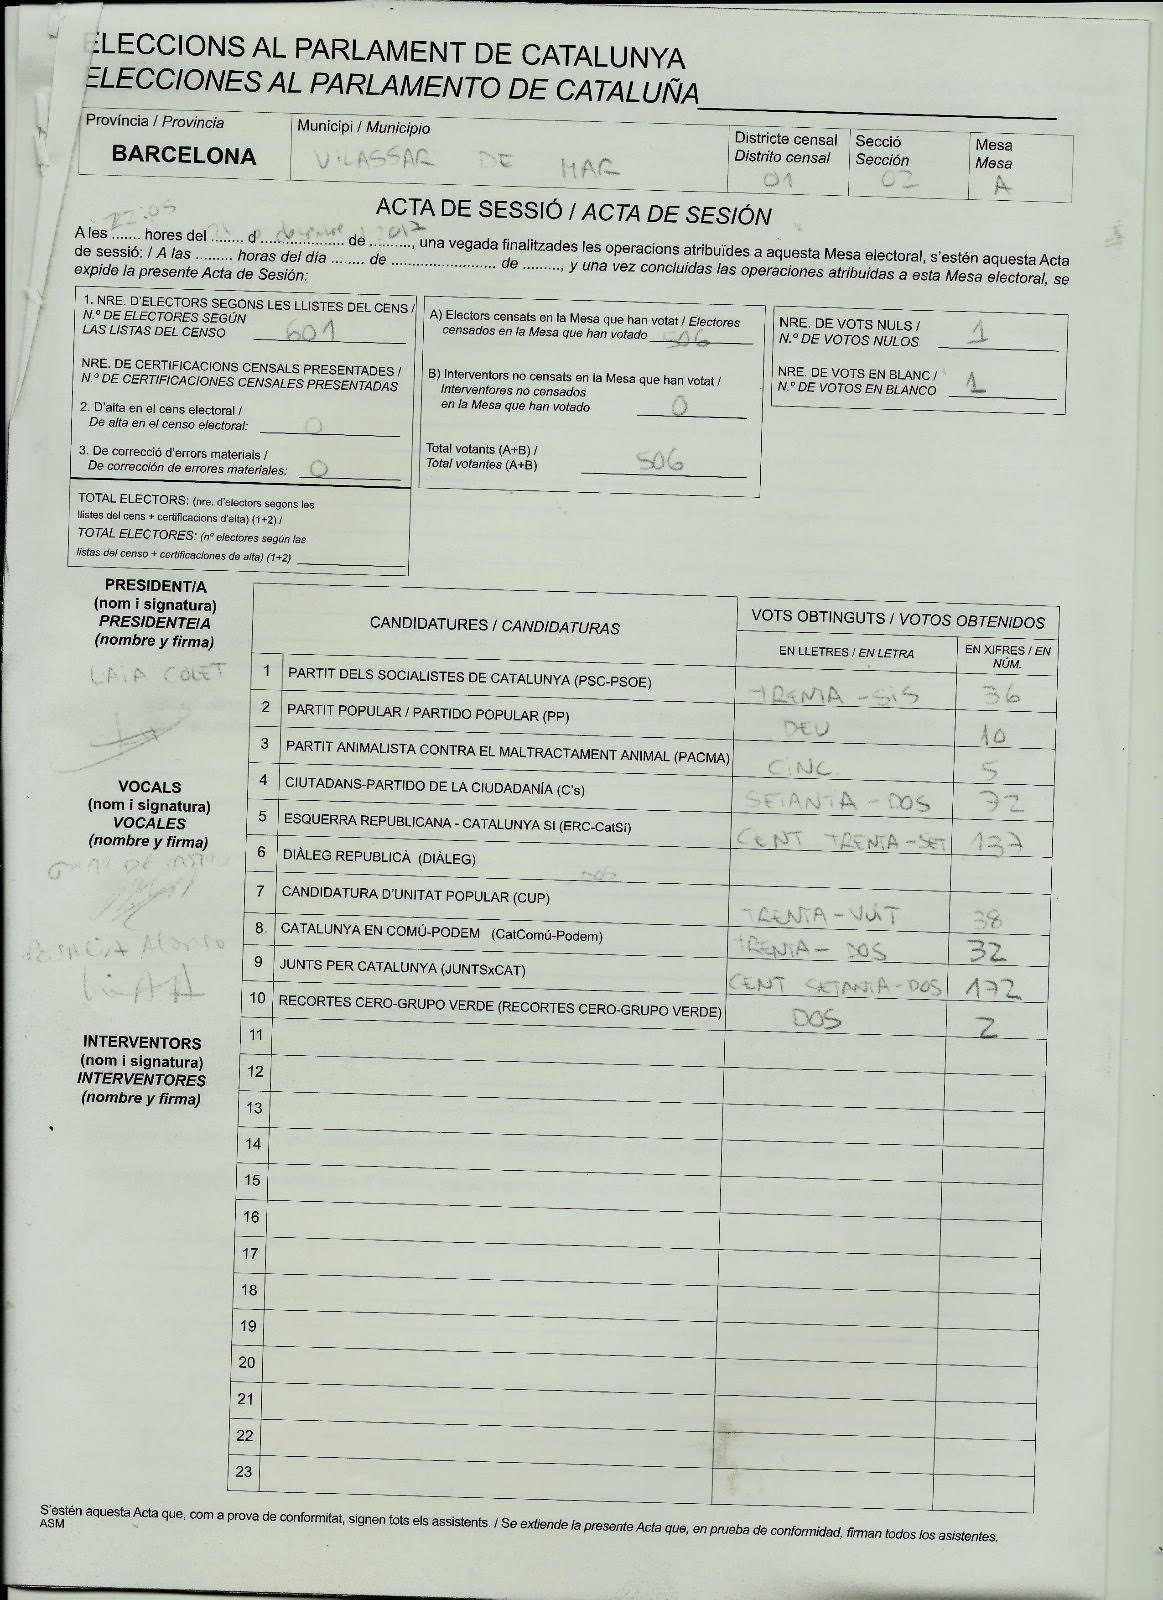 ELECCIONS AL PARLAMENT DE CATALUNYA
ELECCIONES AL PARLAMENTO DE CATALUÑA
Província / Provincia
BARCELONA
Municipi / Municipio
VILASSAR DE MAR
Districte censal
Distrito censal
01
Secció
Sección
02
Mesa
Mesa
A
ACTA DE SESSIÓ / ACTA DE SESIÓN
22:05
A les ....... hores del ........ d ..desembre.. de ..2017.., una vegada finalitzades les operacions atribuïdes a aquesta Mesa electoral, s'estén aquesta Acta
de sessió: / A las ......... horas del día ........ de ......................... de ........., y una vez concluidas las operaciones atribuidas a esta Mesa electoral, se
expide la presente Acta de Sesión:
1. NRE. D'ELECTORS SEGONS LES LLISTES DEL CENS /
N.º DE ELECTORES SEGÚN
LAS LISTAS DEL CENSO 601
NRE. DE CERTIFICACIONS CENSALS PRESENTADES /
N.º DE CERTIFICACIONES CENSALES PRESENTADAS
2. D'alta en el cens electoral /
De alta en el censo electoral: 0
3. De correcció d'errors materials /
De corrección de errores materiales: 0
TOTAL ELECTORS: (nre. d'electors segons les
llistes del cens + certificacions d'alta) (1+2) /
TOTAL ELECTORES: (nº electores según las
listas del censo + certificaciones de alta) (1+2)
A) Electors censats en la Mesa que han votat / Electores
censados en la Mesa que han votado 506
B) Interventors no censats en la Mesa que han votat /
Interventores no censados
en la Mesa que han votado 0
Total votants (A+B) /
Total votantes (A+B) 506
NRE. DE VOTS NULS /
N.º DE VOTOS NULOS 1
NRE. DE VOTS EN BLANC /
N.º DE VOTOS EN BLANCO 1
PRESIDENT/A
(nom i signatura)
PRESIDENTE/A
(nombre y firma)
LAIA COLET
VOCALS
(nom i signatura)
VOCALES
(nombre y firma)
INTERVENTORS
(nom i signatura)
INTERVENTORES
(nombre y firma)
CANDIDATURES / CANDIDATURAS
VOTS OBTINGUTS / VOTOS OBTENIDOS
EN LLETRES / EN LETRA
EN XIFRES / EN NÚM.
1 PARTIT DELS SOCIALISTES DE CATALUNYA (PSC-PSOE) TRENTA-SIS 36
2 PARTIT POPULAR / PARTIDO POPULAR (PP) DEU 10
3 PARTIT ANIMALISTA CONTRA EL MALTRACTAMENT ANIMAL (PACMA) CINC 5
4 CIUTADANS-PARTIDO DE LA CIUDADANÍA (C's) SETANTA-DOS 72
5 ESQUERRA REPUBLICANA - CATALUNYA SI (ERC-CatSí) CENT TRENTA-SET 137
6 DIÀLEG REPUBLICÀ (DIÀLEG)
7 CANDIDATURA D'UNITAT POPULAR (CUP) TRENTA-VUIT 38
8 CATALUNYA EN COMÚ-PODEM (CatComú-Podem) TRENTA-DOS 32
9 JUNTS PER CATALUNYA (JUNTSxCAT) CENT SETANTA-DOS 172
10 RECORTES CERO-GRUPO VERDE (RECORTES CERO-GRUPO VERDE) DOS 2
11
12
13
14
15
16
17
18
19
20
21
22
23
S'estén aquesta Acta que, com a prova de conformitat, signen tots els assistents. / Se extiende la presente Acta que, en prueba de conformidad, firman todos los asistentes.
ASM